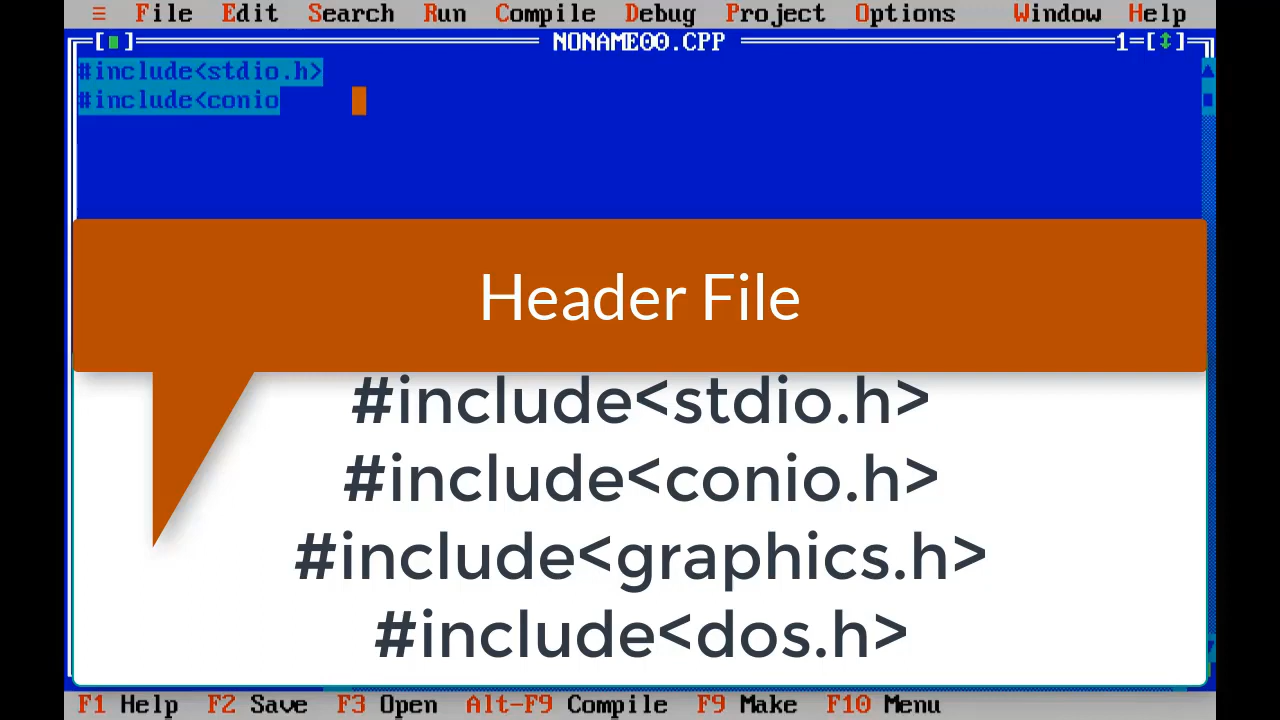 ≡ File Edit Search Run Compile Debug Project Options Window Help
[■] NONAME00.CPP 1=[↕]
#include<stdio.h>
#include<conio
Header File
#include<stdio.h>
#include<conio.h>
#include<graphics.h>
#include<dos.h>
F1 Help F2 Save F3 Open Alt-F9 Compile F9 Make F10 Menu